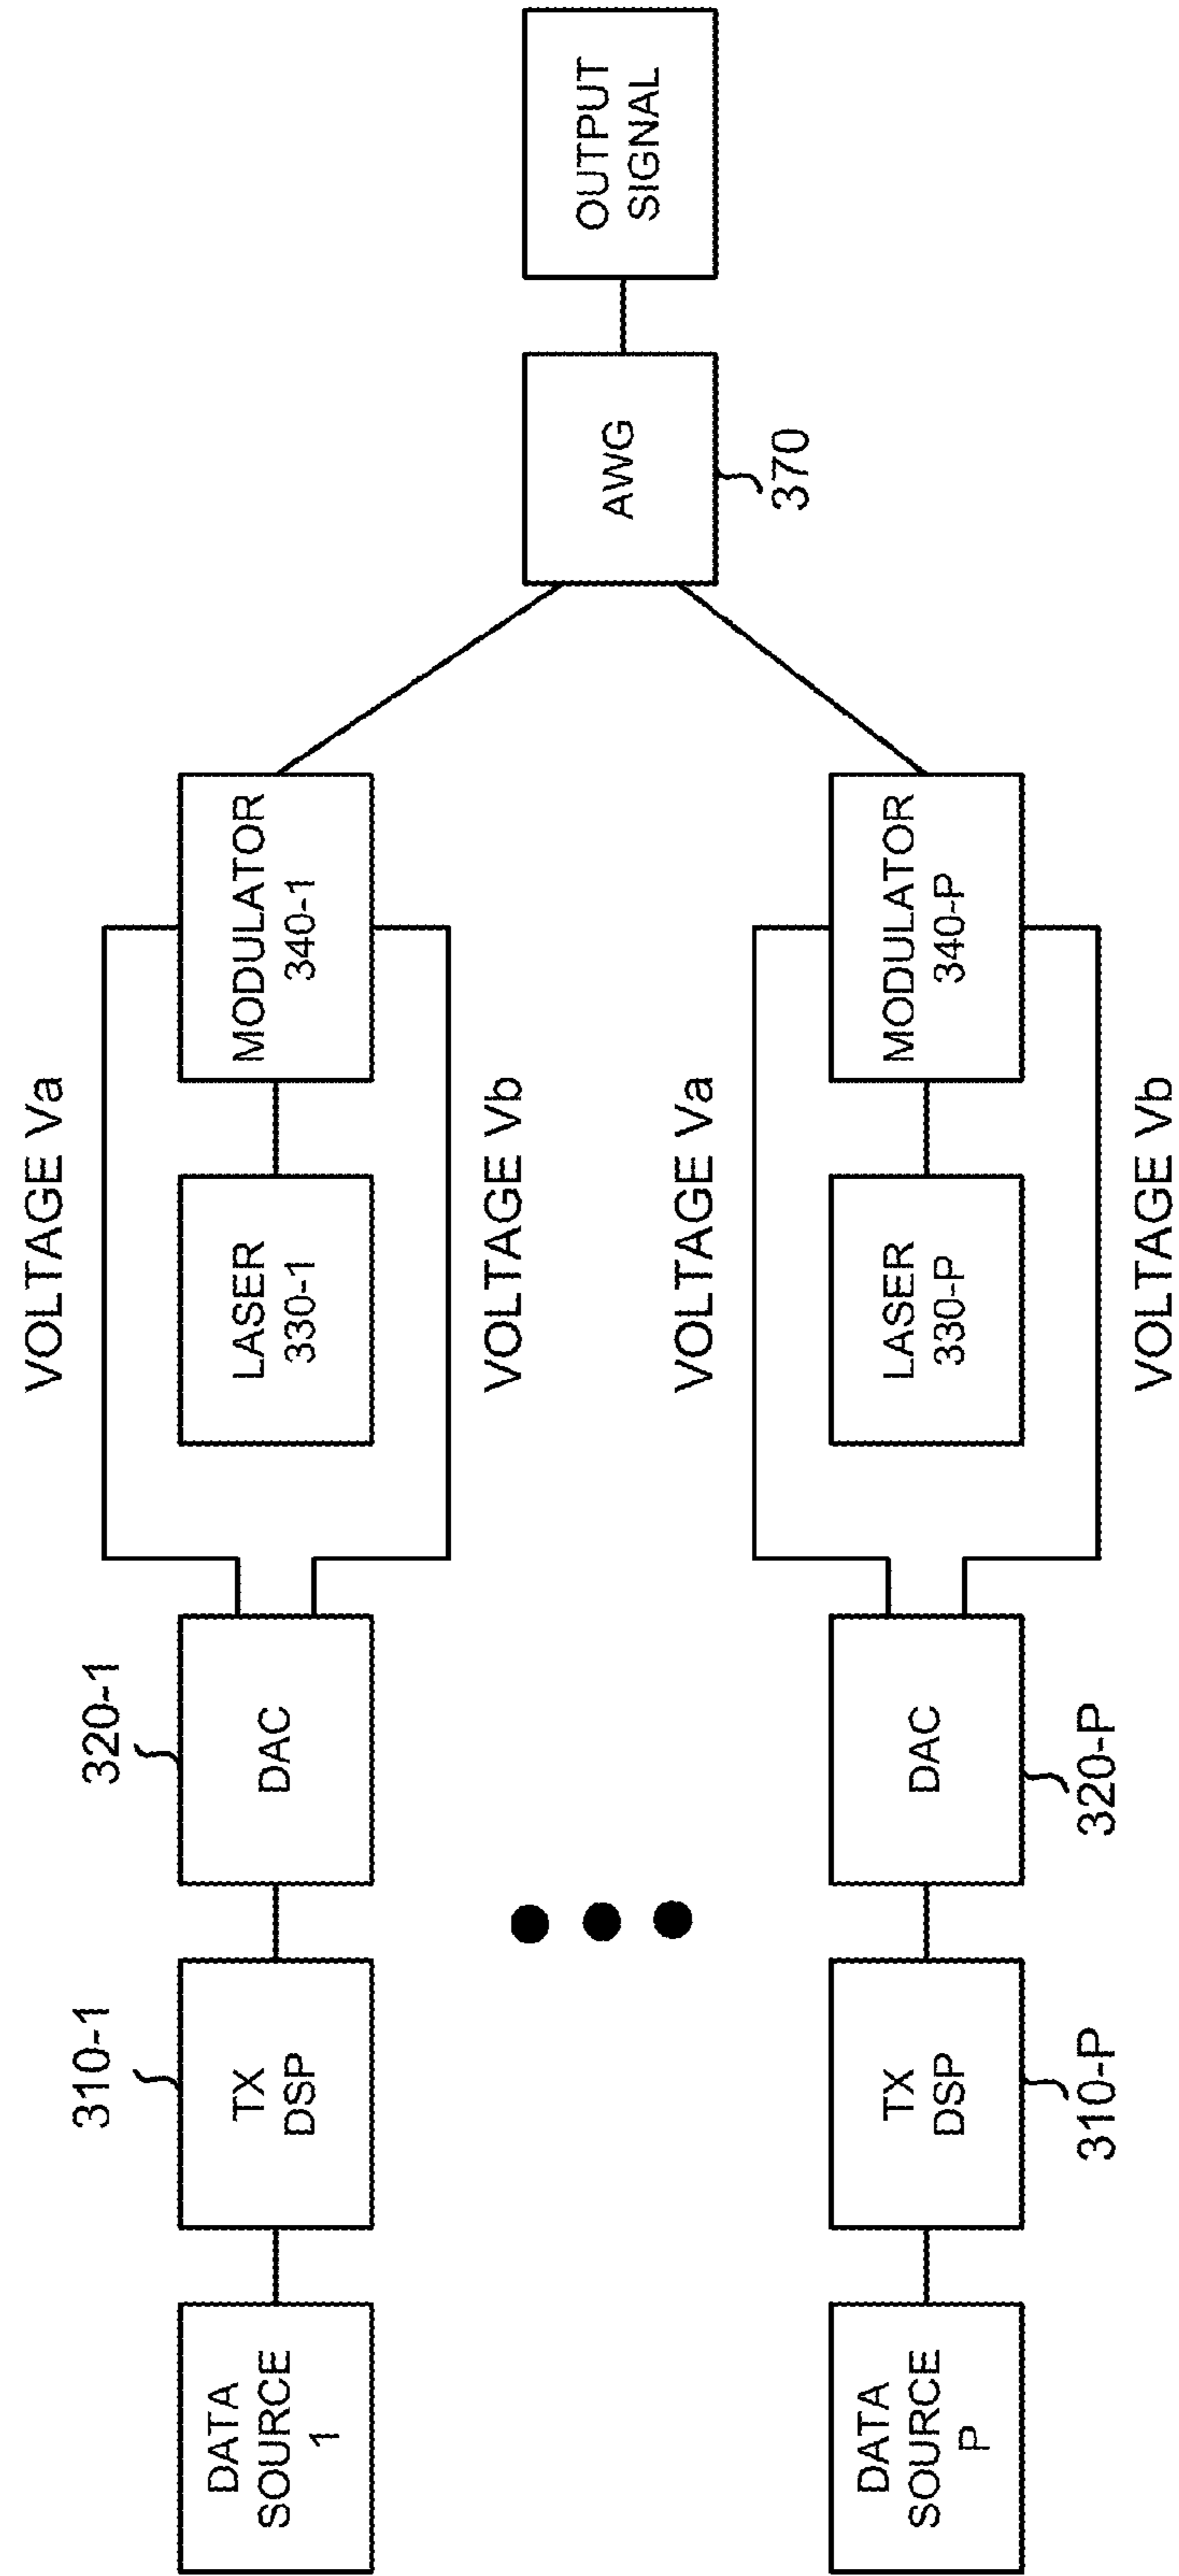 VOLTAGE Va
320-1
310-1
DATA
SOURCE
1
TX
DSP
DAC
LASER
330-1
MODULATOR
340-1
VOLTAGE Vb
AWG
370
OUTPUT
SIGNAL
VOLTAGE Va
DATA
SOURCE
P
TX
DSP
DAC
LASER
330-P
MODULATOR
340-P
310-P
320-P
VOLTAGE Vb